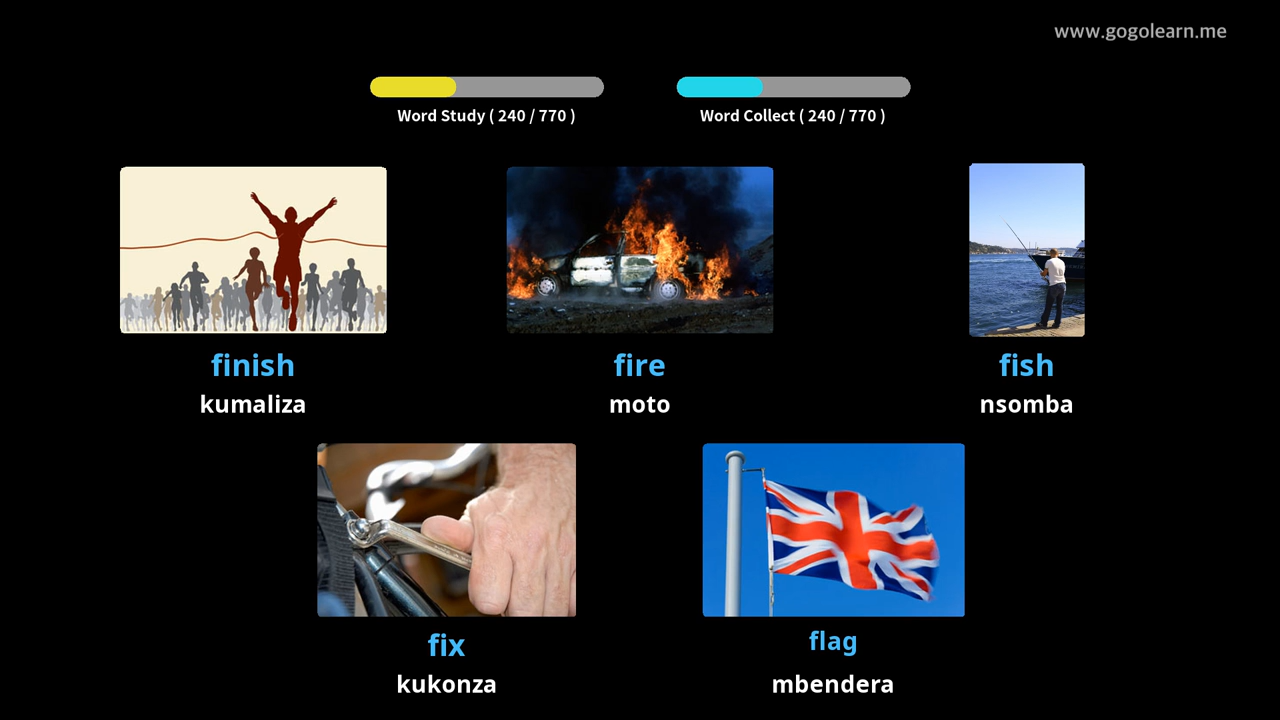 www.gogolearn.me
Word Study ( 240 / 770 )
Word Collect ( 240 / 770 )
finish
kumaliza
fire
moto
fish
nsomba
fix
kukonza
flag
mbendera